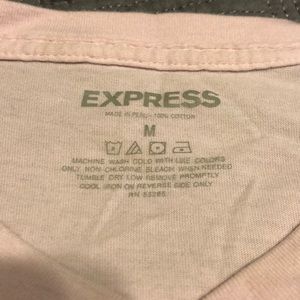 EXPRESS
MADE IN PERU • 100% COTTON
M
MACHINE WASH COLD WITH LIKE COLORS
ONLY NON-CHLORINE BLEACH WHEN NEEDED
TUMBLE DRY LOW REMOVE PROMPTLY
COOL IRON ON REVERSE SIDE ONLY
RN 55285